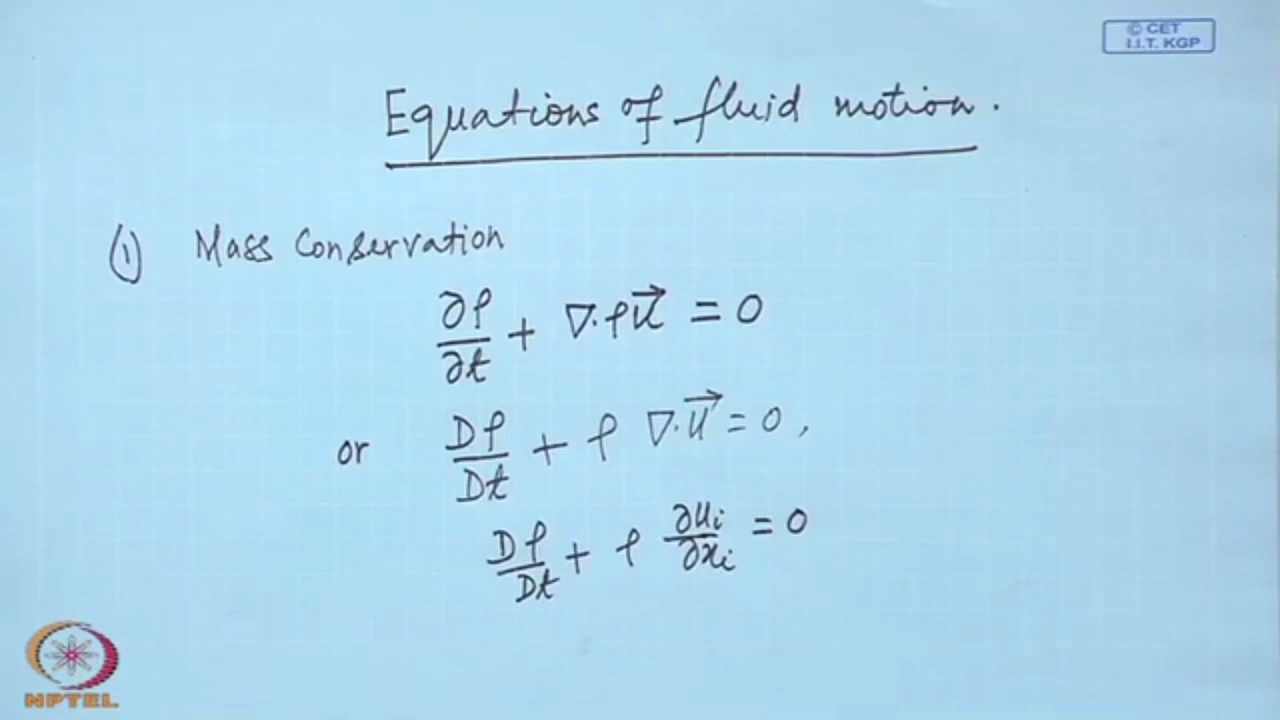 © CET
I.I.T. KGP
Equations of fluid motion.
(1) Mass Conservation
∂ρ/∂t + ∇.ρu⃗ = 0
or Dρ/Dt + ρ ∇.u⃗ = 0,
Dρ/Dt + ρ ∂uᵢ/∂xᵢ = 0
NPTEL